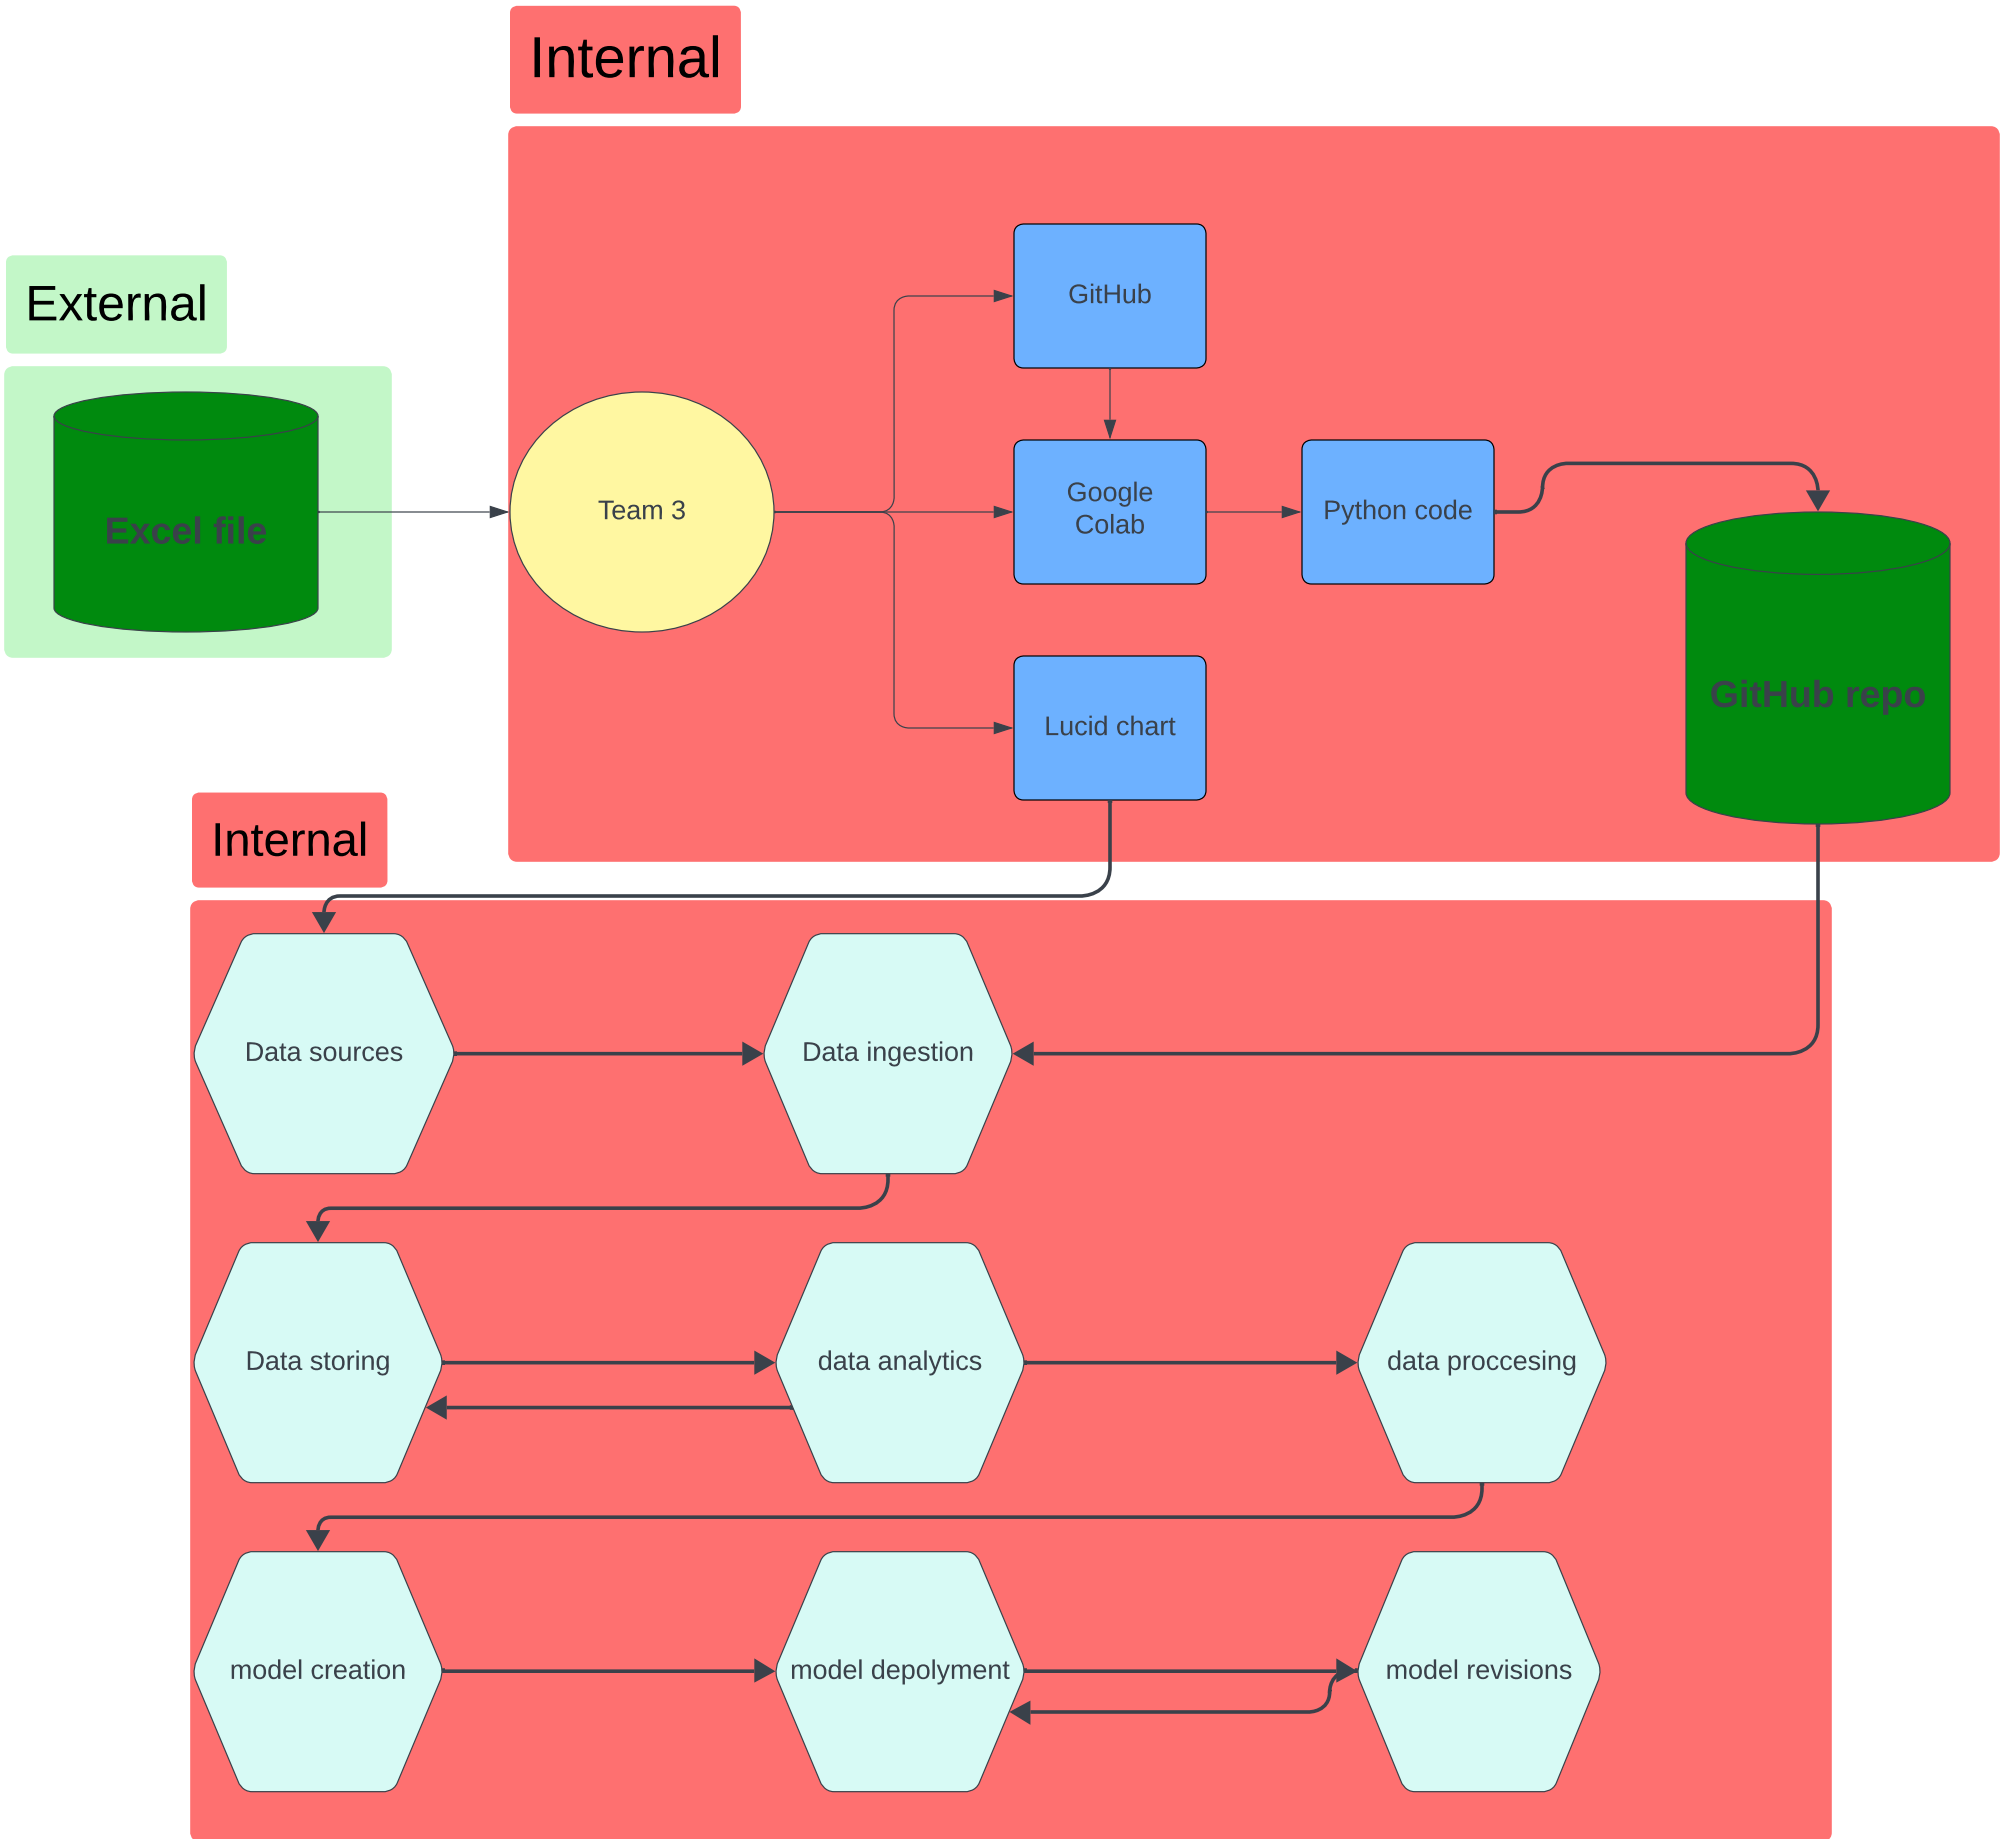 Internal
External
GitHub
Excel file
Team 3
Google
Colab
Python code
GitHub repo
Lucid chart
Internal
Data sources
Data ingestion
Data storing
data analytics
data proccesing
model creation
model depolyment
model revisions